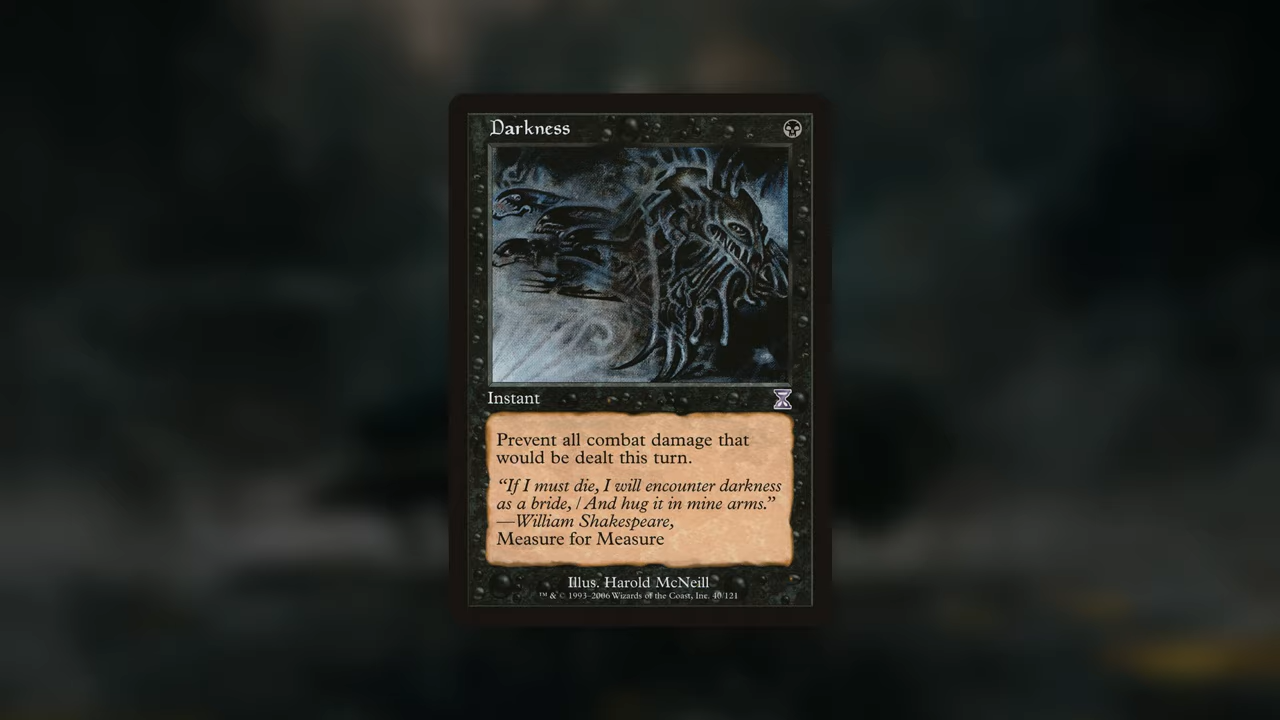 Darkness
Instant
Prevent all combat damage that
would be dealt this turn.
“If I must die, I will encounter darkness
as a bride, / And hug it in mine arms.”
—William Shakespeare,
Measure for Measure
Illus. Harold McNeill
™ & © 1993–2006 Wizards of the Coast, Inc. 40/121